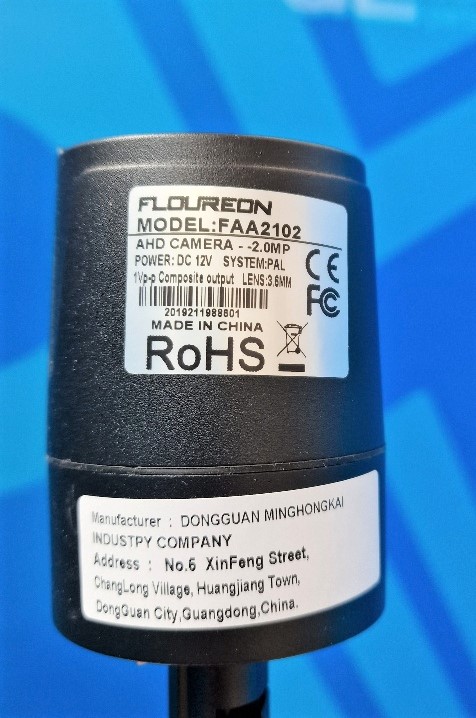 FLOUREON
MODEL:FAA2102
AHD CAMERA - -2.0MP
POWER: DC 12V SYSTEM:PAL
1Vp-p Composite output LENS:3.6MM
CE
FC
2019211988601
MADE IN CHINA
RoHS
Manufacturer : DONGGUAN MINGHONGKAI
INDUSTPY COMPANY
Address : No.6 XinFeng Street,
ChangLong Village, Huangjiang Town,
DongGuan City,Guangdong,China.